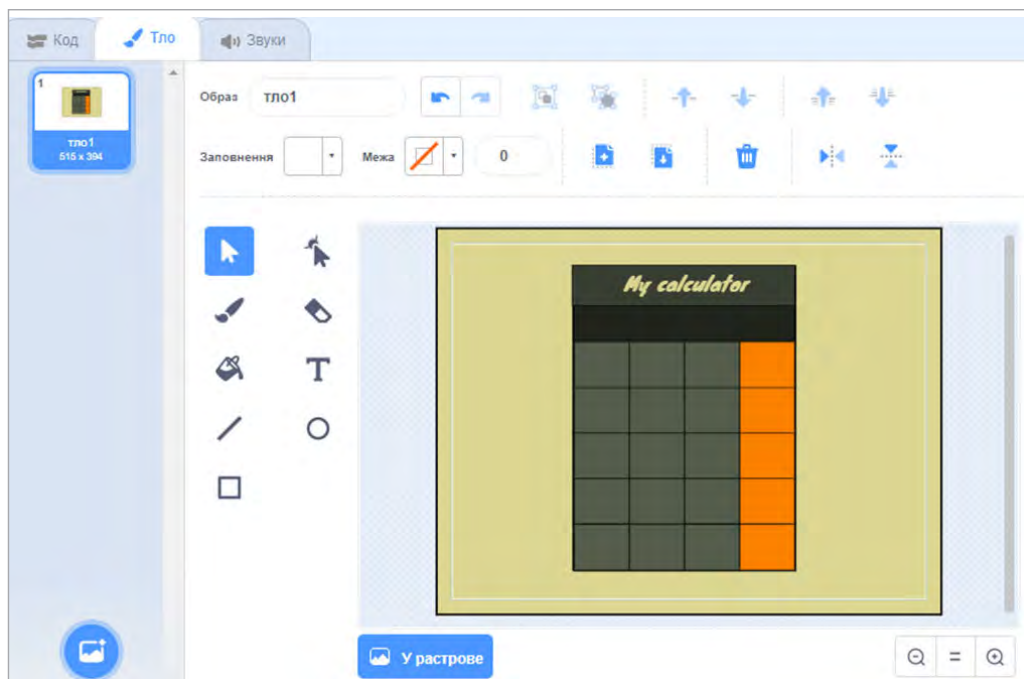 Код
Тло
Звуки
1
тло1
515 x 394
Образ тло1
Заповнення
Межа
0
My calculator
У растрове